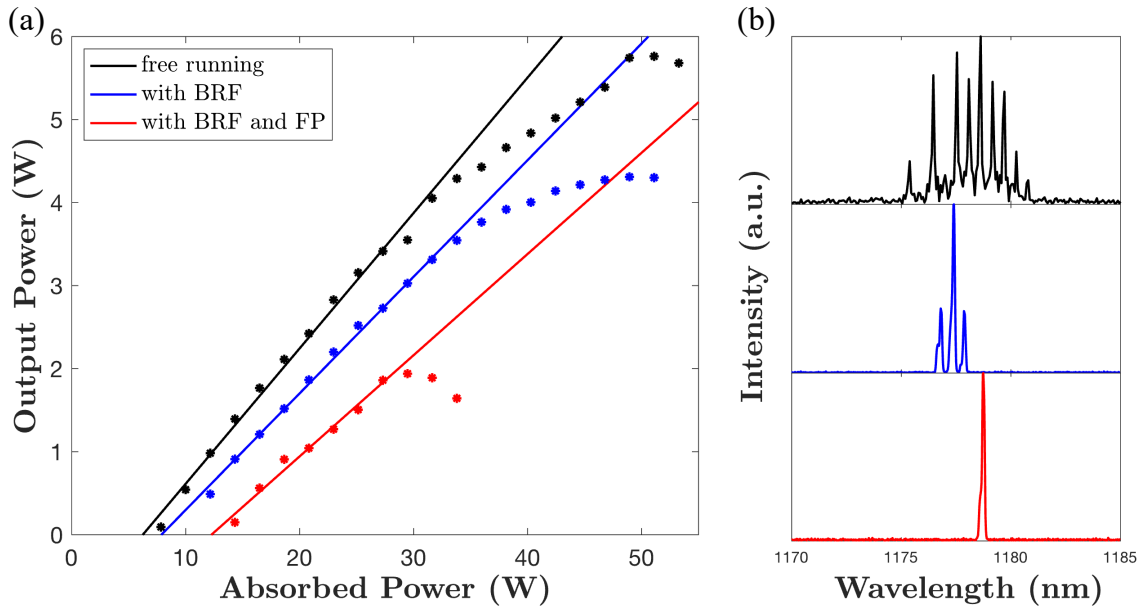 (a)
free running
with BRF
with BRF and FP
Output Power (W)
6
5
4
3
2
1
0
0 10 20 30 40 50
Absorbed Power (W)
(b)
Intensity (a.u.)
1170 1175 1180 1185
Wavelength (nm)